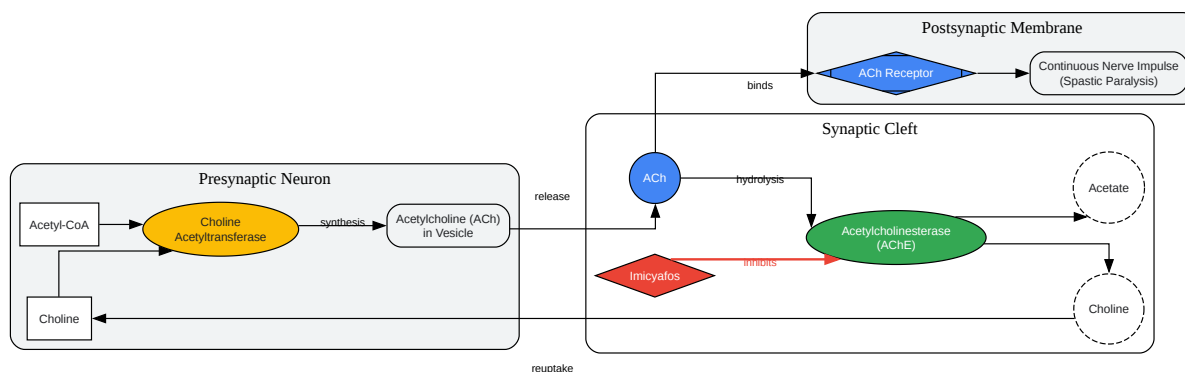 Postsynaptic Membrane
ACh Receptor
Continuous Nerve Impulse
(Spastic Paralysis)
binds
Synaptic Cleft
Presynaptic Neuron
ACh
hydrolysis
Acetate
release
Acetyl-CoA
Choline
Acetyltransferase
synthesis
Acetylcholine (ACh)
in Vesicle
Acetylcholinesterase
(AChE)
Imicyafos
inhibits
Choline
Choline
reuptake